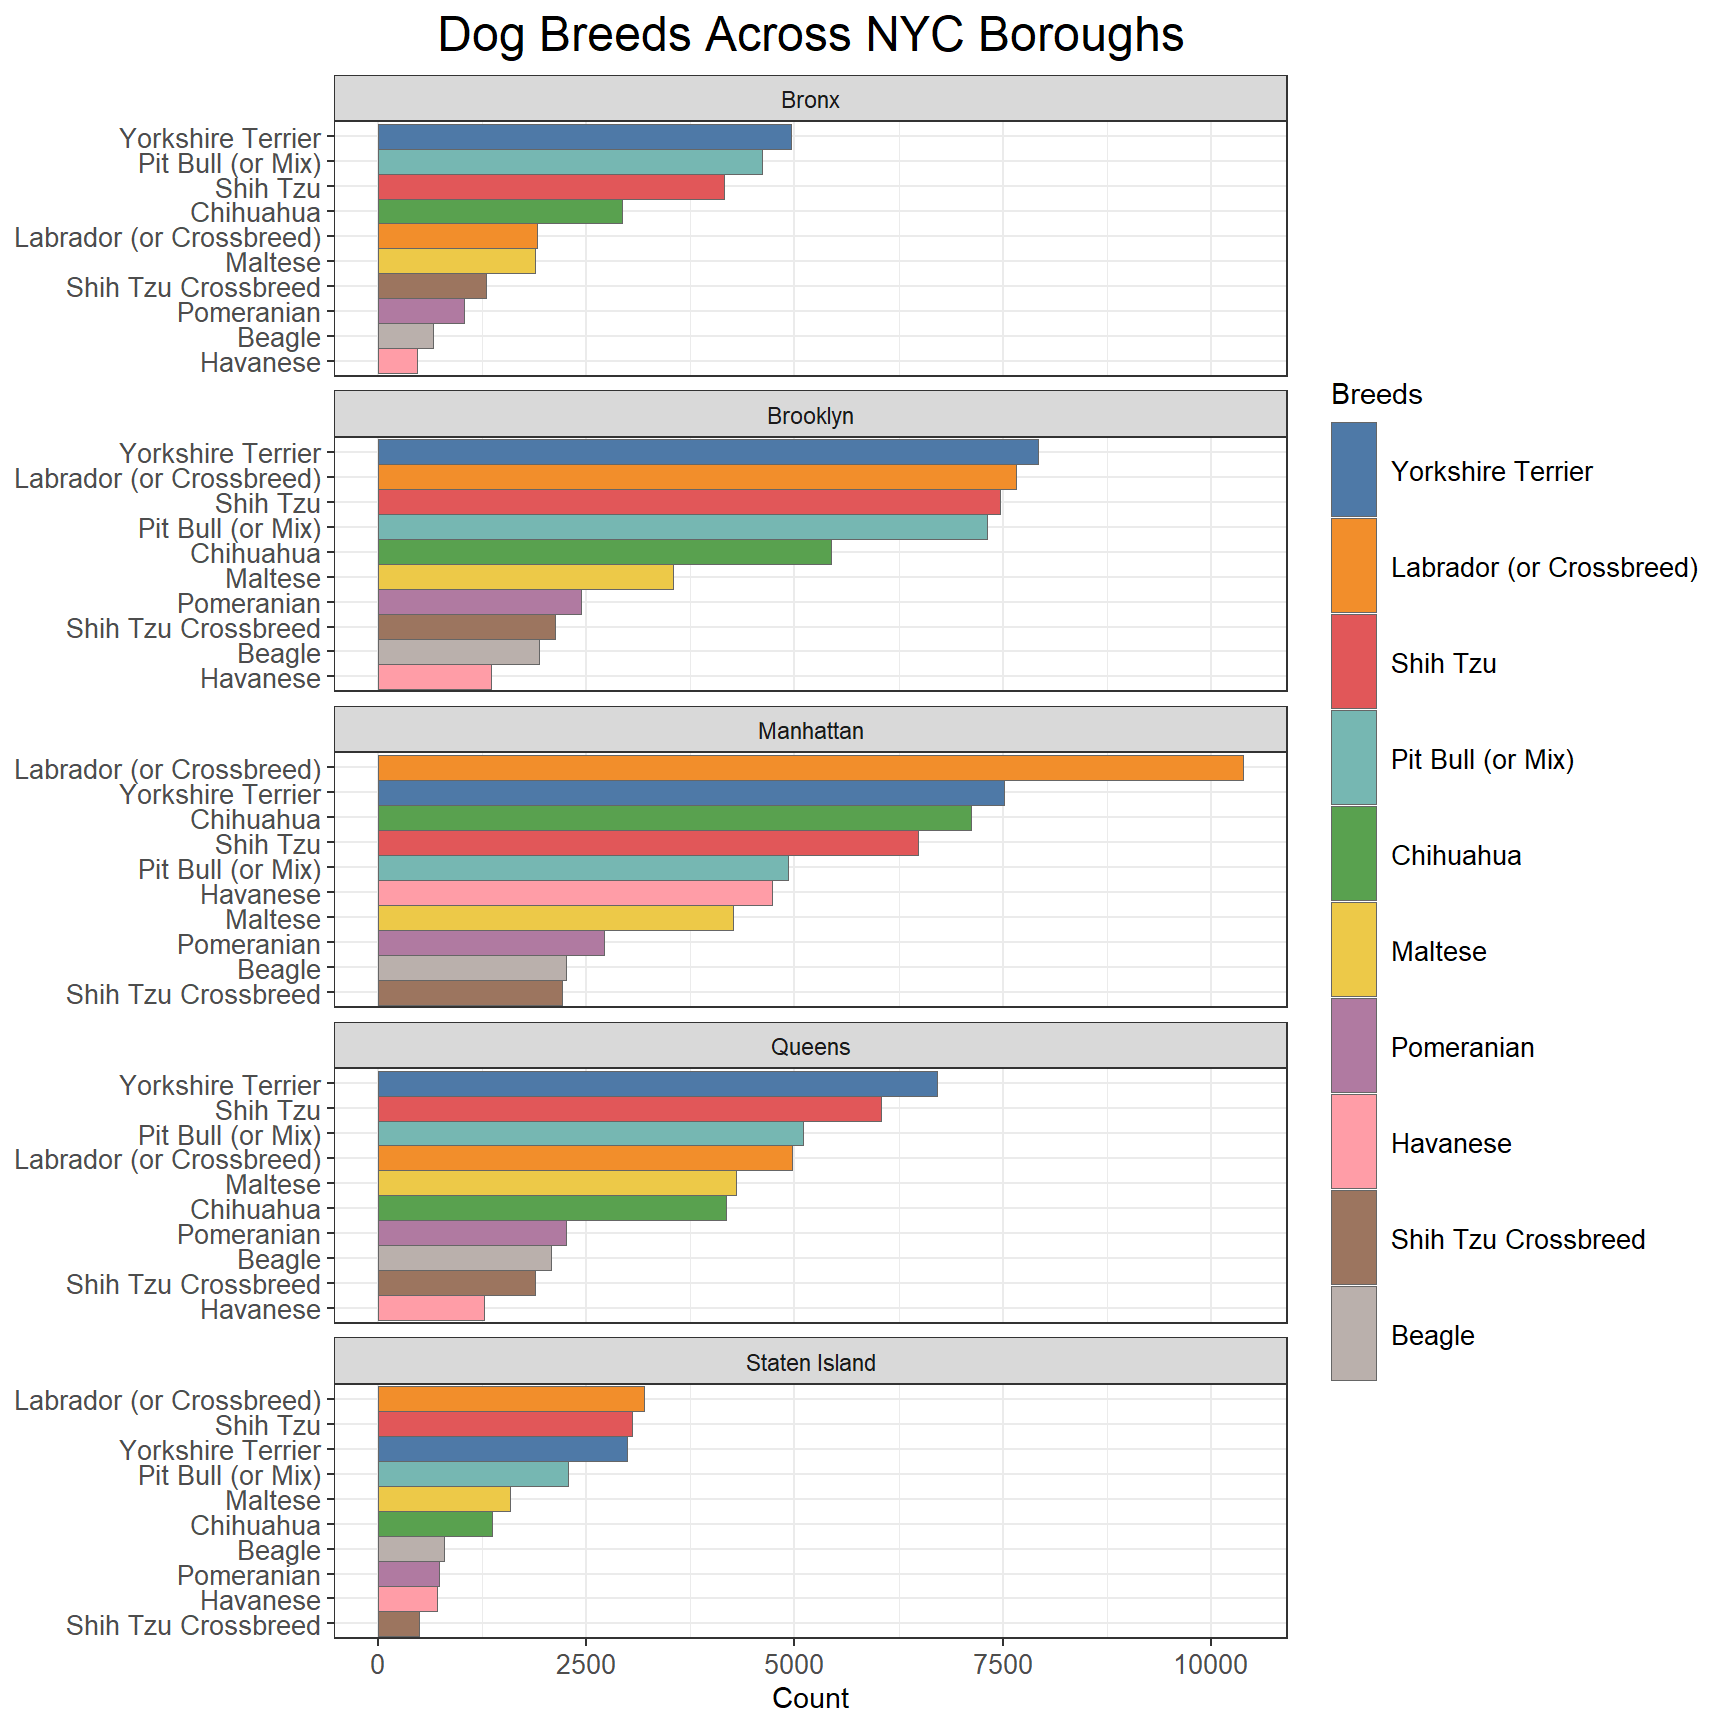 Dog Breeds Across NYC Boroughs
Bronx
Yorkshire Terrier
Pit Bull (or Mix)
Shih Tzu
Chihuahua
Labrador (or Crossbreed)
Maltese
Shih Tzu Crossbreed
Pomeranian
Beagle
Havanese
Brooklyn
Yorkshire Terrier
Labrador (or Crossbreed)
Shih Tzu
Pit Bull (or Mix)
Chihuahua
Maltese
Pomeranian
Shih Tzu Crossbreed
Beagle
Havanese
Manhattan
Labrador (or Crossbreed)
Yorkshire Terrier
Chihuahua
Shih Tzu
Pit Bull (or Mix)
Havanese
Maltese
Pomeranian
Beagle
Shih Tzu Crossbreed
Queens
Yorkshire Terrier
Shih Tzu
Pit Bull (or Mix)
Labrador (or Crossbreed)
Maltese
Chihuahua
Pomeranian
Beagle
Shih Tzu Crossbreed
Havanese
Staten Island
Labrador (or Crossbreed)
Shih Tzu
Yorkshire Terrier
Pit Bull (or Mix)
Maltese
Chihuahua
Beagle
Pomeranian
Havanese
Shih Tzu Crossbreed
0 2500 5000 7500 10000
Count
Breeds
Yorkshire Terrier
Labrador (or Crossbreed)
Shih Tzu
Pit Bull (or Mix)
Chihuahua
Maltese
Pomeranian
Havanese
Shih Tzu Crossbreed
Beagle